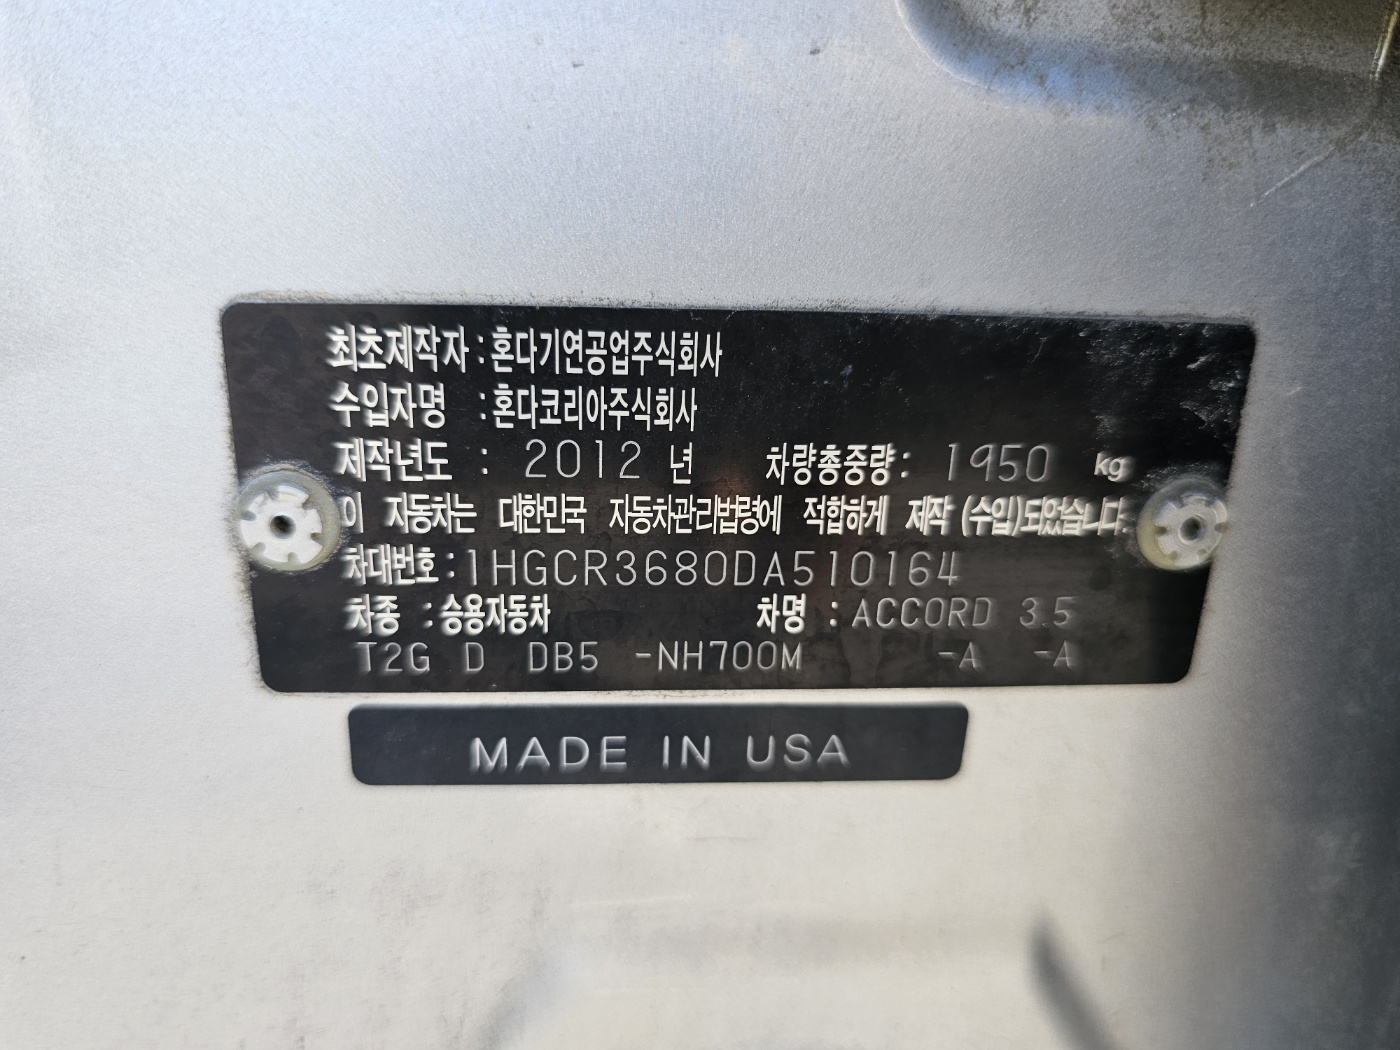 최초제작자 : 혼다기연공업주식회사
수입자명 : 혼다코리아주식회사
제작년도 : 2012 년 차량총중량 : 1950 kg
이 자동차는 대한민국 자동차관리법령에 적합하게 제작 (수입)되었습니다.
차대번호 : 1HGCR3680DA510164
차종 : 승용자동차 차명 : ACCORD 3.5
T2G D DB5 -NH700M -A -A
MADE IN USA